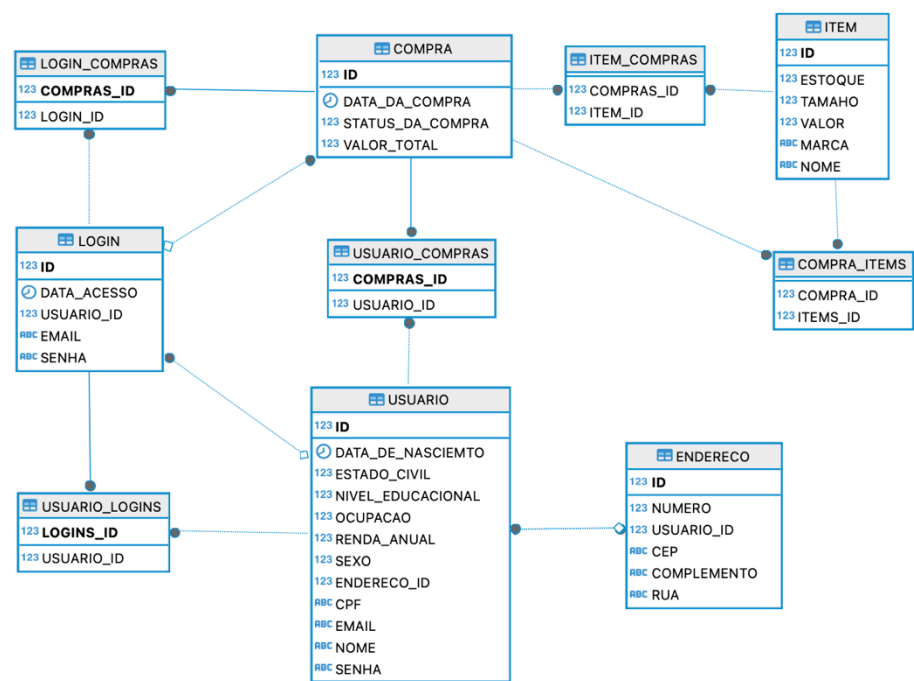 LOGIN_COMPRAS
123 COMPRAS_ID
123 LOGIN_ID
COMPRA
123 ID
DATA_DA_COMPRA
123 STATUS_DA_COMPRA
123 VALOR_TOTAL
ITEM_COMPRAS
123 COMPRAS_ID
123 ITEM_ID
ITEM
123 ID
123 ESTOQUE
123 TAMAHO
123 VALOR
ABC MARCA
ABC NOME
LOGIN
123 ID
DATA_ACESSO
123 USUARIO_ID
ABC EMAIL
ABC SENHA
USUARIO_COMPRAS
123 COMPRAS_ID
123 USUARIO_ID
COMPRA_ITEMS
123 COMPRA_ID
123 ITEMS_ID
USUARIO_LOGINS
123 LOGINS_ID
123 USUARIO_ID
USUARIO
123 ID
DATA_DE_NASCIEMTO
123 ESTADO_CIVIL
123 NIVEL_EDUCACIONAL
123 OCUPACAO
123 RENDA_ANUAL
123 SEXO
123 ENDERECO_ID
ABC CPF
ABC EMAIL
ABC NOME
ABC SENHA
ENDERECO
123 ID
123 NUMERO
123 USUARIO_ID
ABC CEP
ABC COMPLEMENTO
ABC RUA